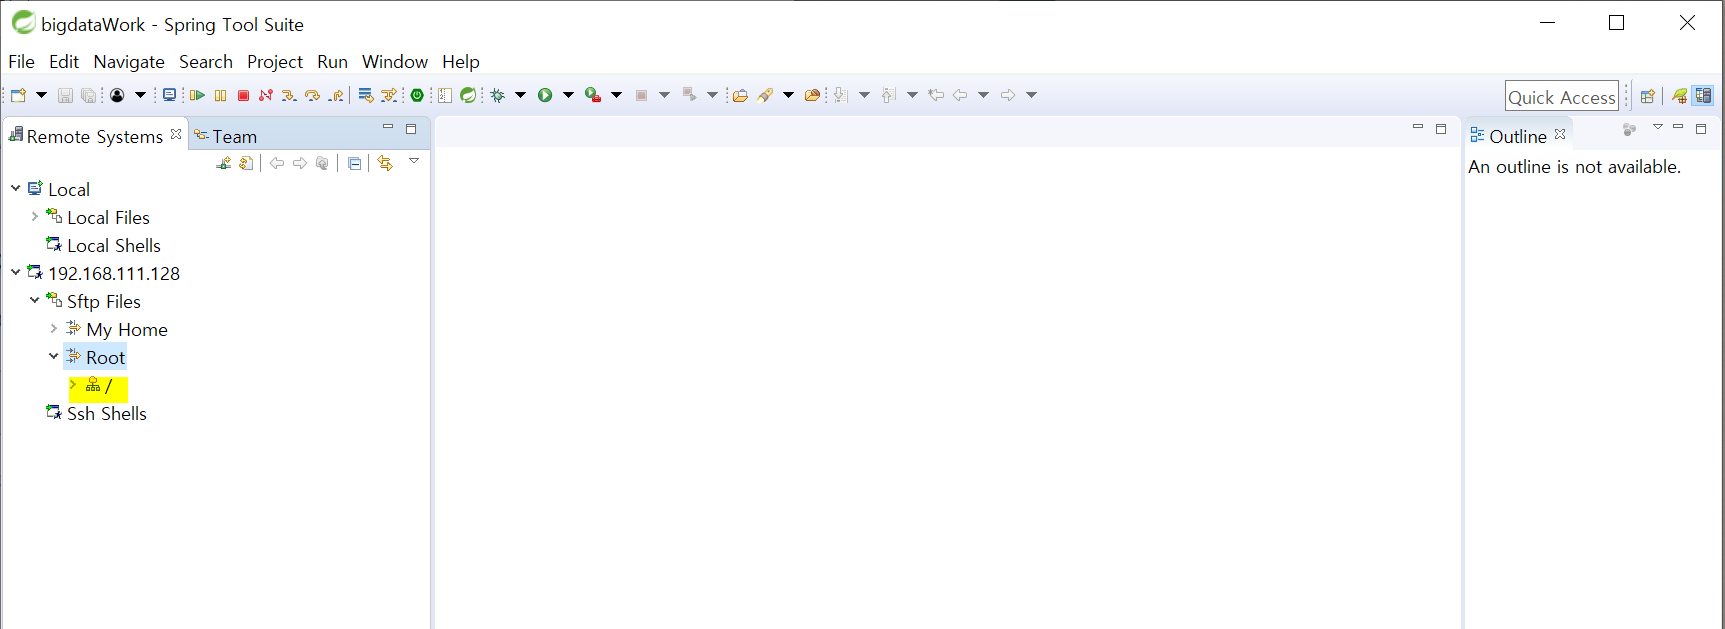 bigdataWork - Spring Tool Suite
File Edit Navigate Search Project Run Window Help
Quick Access
Remote Systems
Team
Outline
An outline is not available.
Local
Local Files
Local Shells
192.168.111.128
Sftp Files
My Home
Root
/
Ssh Shells